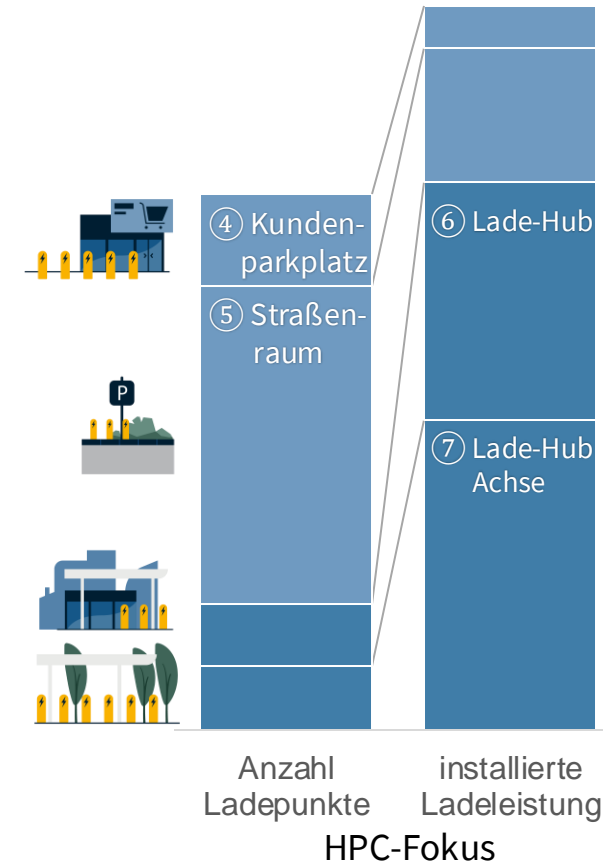 ④ Kunden-
parkplatz
⑤ Straßen-
raum
P
⑥ Lade-Hub
⑦ Lade-Hub
Achse
Anzahl
Ladepunkte
installierte
Ladeleistung
HPC-Fokus